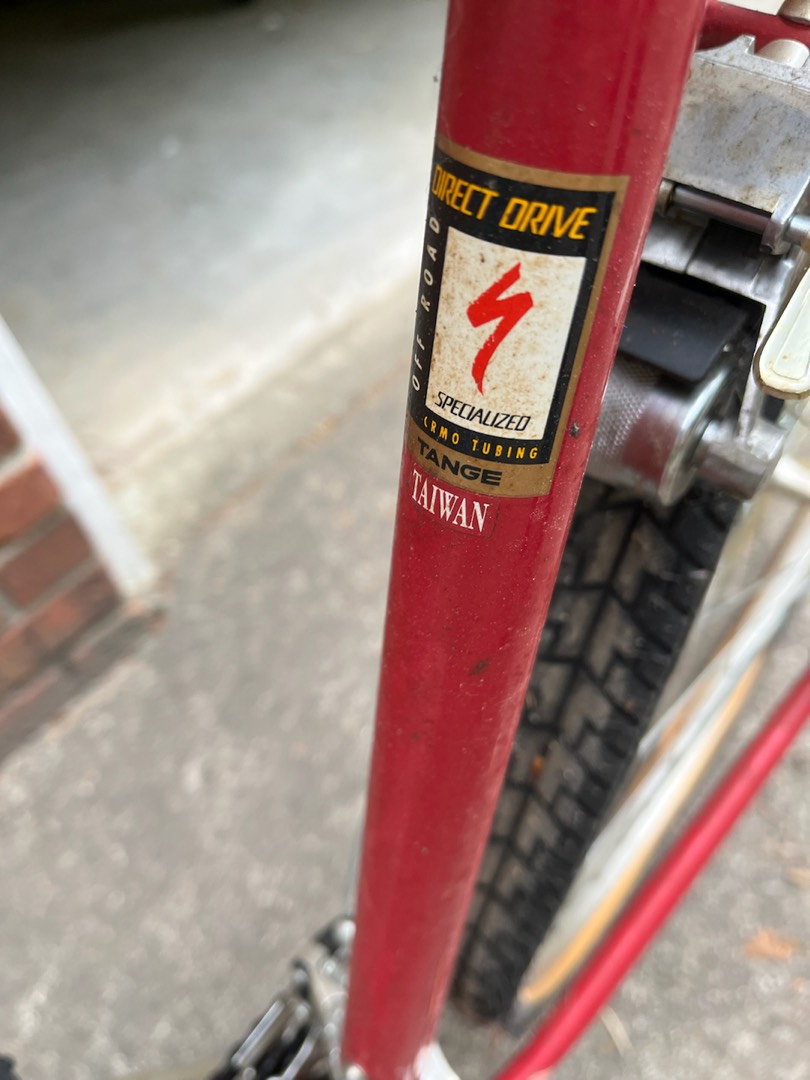 DIRECT DRIVE
OFF ROAD
SPECIALIZED
CRMO TUBING
TANGE
TAIWAN